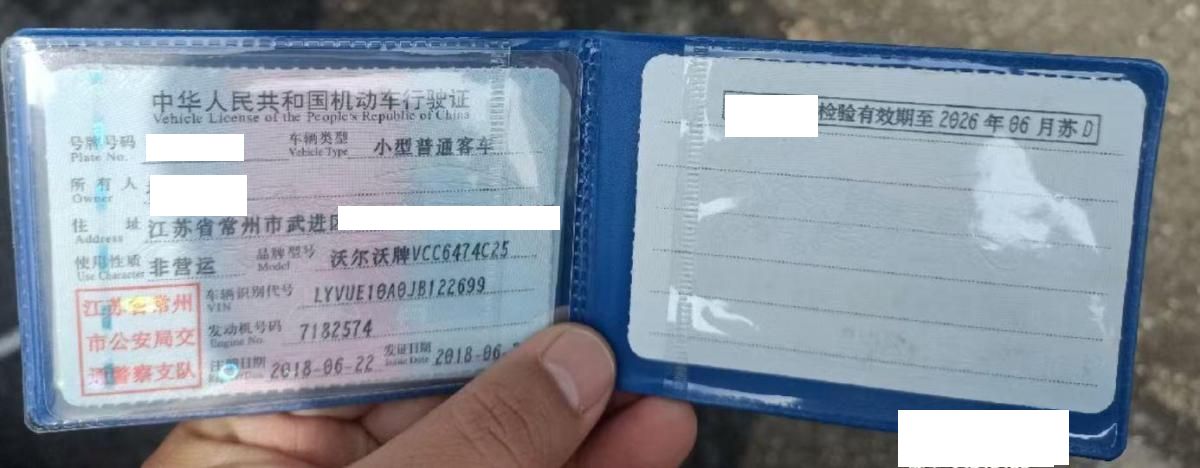 中华人民共和国机动车行驶证
Vehicle License of the People's Republic of China
号牌号码 车辆类型 小型普通客车
Plate No. Vehicle Type
所有人
Owner
住址 江苏省常州市武进区
Address
使用性质 非营运 品牌型号 沃尔沃牌VCC6474C25
Use Character Model
车辆识别代号 LYVUE10A0JB122699
VIN
发动机号码 7182574
Engine No.
注册日期 2018-06-22 发证日期 2018-06-
Issue Date
江苏省常州
市公安局交
通警察支队
检验有效期至 2026 年 06 月苏D